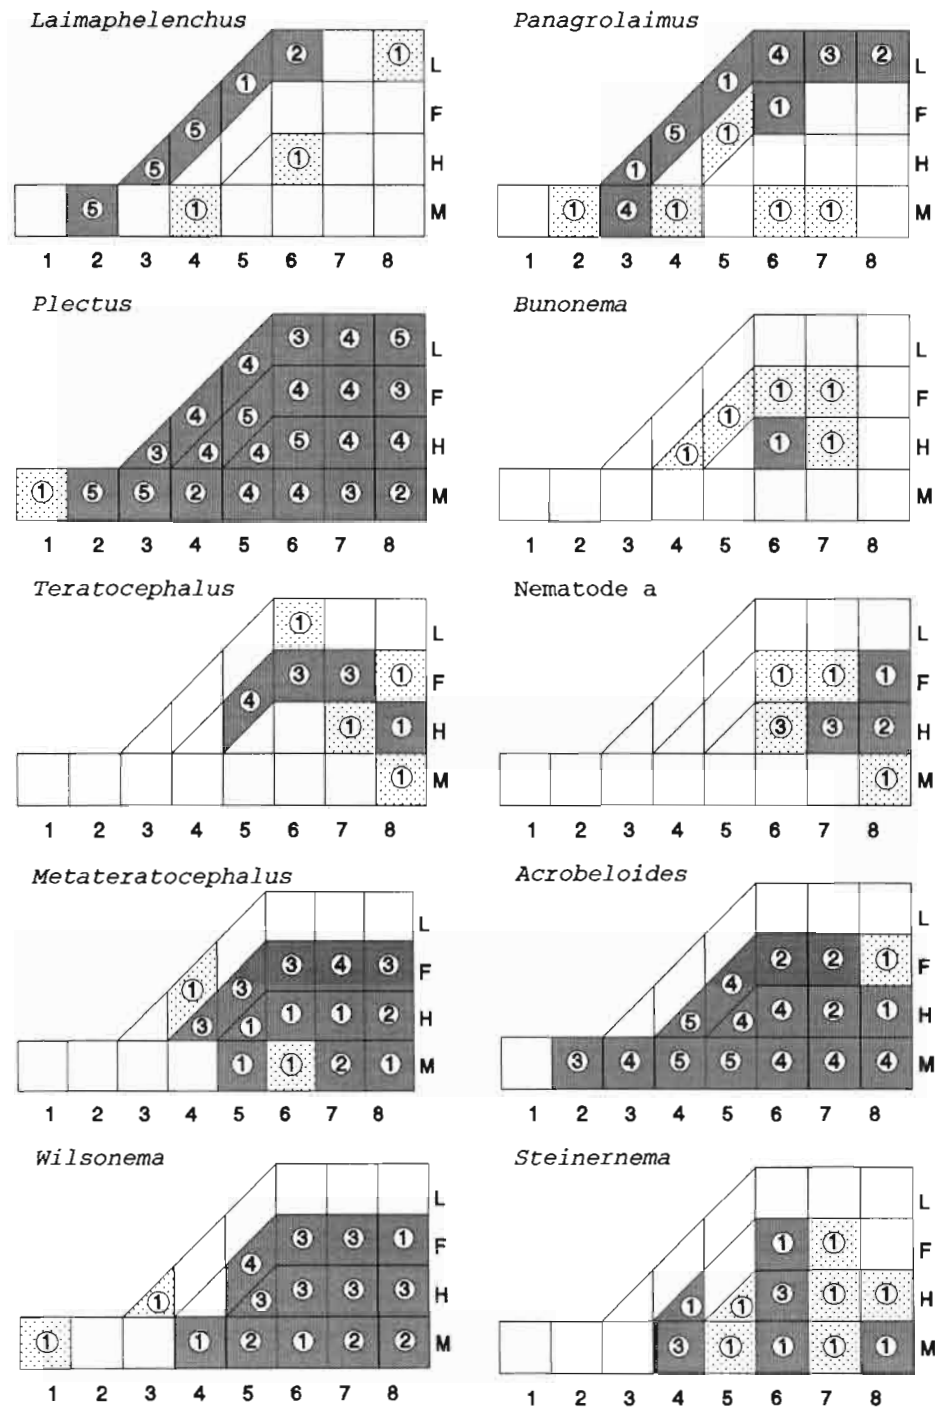 Laimaphelenchus
2 1 L
1
5 F
5 1 H
5 1 M
1 2 3 4 5 6 7 8
Panagrolaimus
4 3 2 L
1
5 1 1 F
1 H
1 4 1 1 1 M
1 2 3 4 5 6 7 8
Plectus
3 4 5 L
4
4 5 4 4 3 F
3 4 4 5 4 4 H
1 5 5 2 4 4 3 2 M
1 2 3 4 5 6 7 8
Bunonema
L
1 1 1 F
1 1 1 H
M
1 2 3 4 5 6 7 8
Teratocephalus
1 L
4 3 3 1 F
1 1 H
1 M
1 2 3 4 5 6 7 8
Nematode a
L
1 1 1 F
3 3 2 H
1 M
1 2 3 4 5 6 7 8
Metateratocephalus
L
1 3 3 4 3 F
3 1 1 1 2 H
1 1 2 1 M
1 2 3 4 5 6 7 8
Acrobeloides
L
4 2 2 1 F
5 4 4 2 1 H
3 4 5 5 4 4 4 M
1 2 3 4 5 6 7 8
Wilsonema
L
4 3 3 1 F
1 3 3 3 3 H
1 1 2 1 2 2 M
1 2 3 4 5 6 7 8
Steinernema
L
1 1 F
1 1 3 1 1 H
3 1 1 1 1 M
1 2 3 4 5 6 7 8